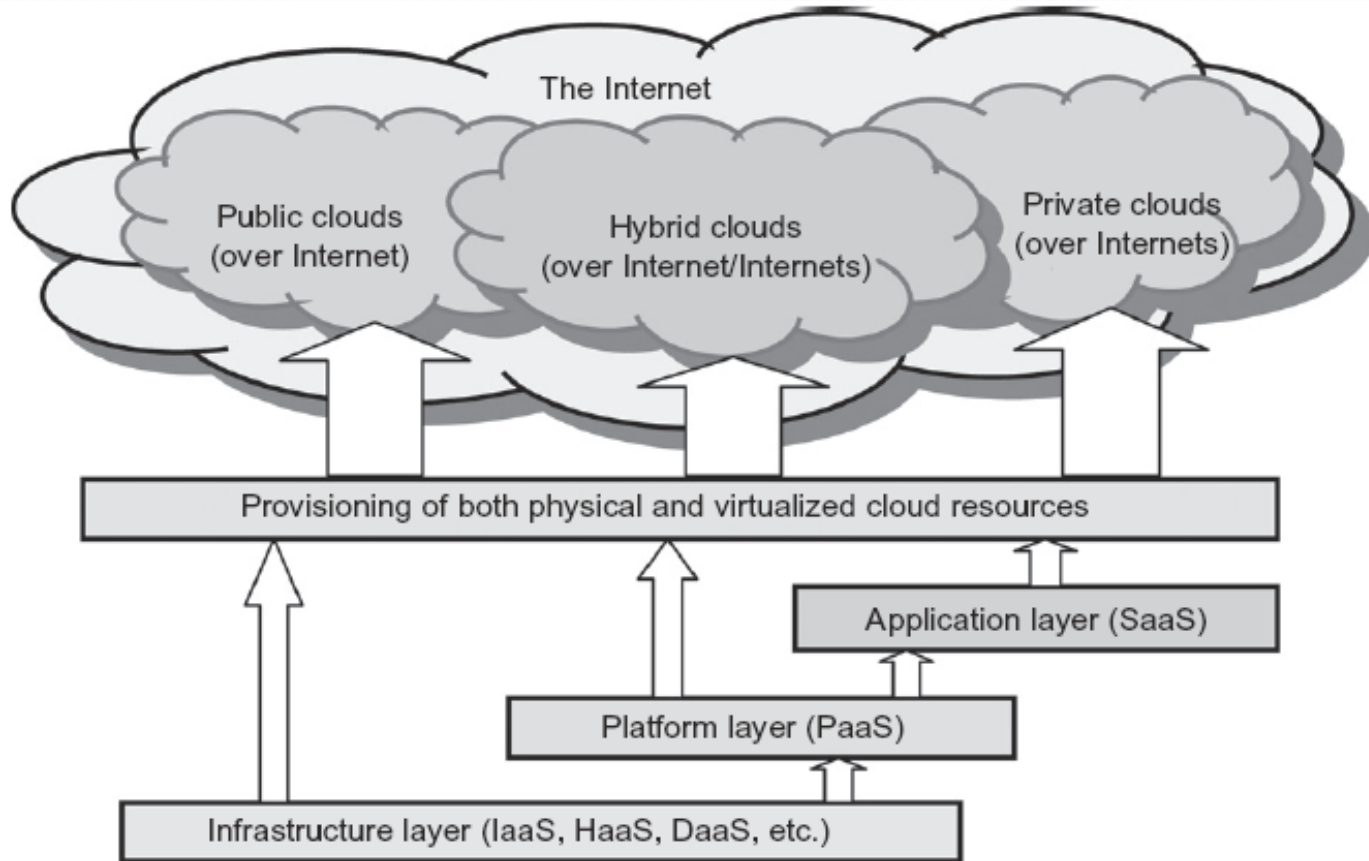 The Internet
Public clouds
(over Internet)
Hybrid clouds
(over Internet/Internets)
Private clouds
(over Internets)
Provisioning of both physical and virtualized cloud resources
Application layer (SaaS)
Platform layer (PaaS)
Infrastructure layer (IaaS, HaaS, DaaS, etc.)